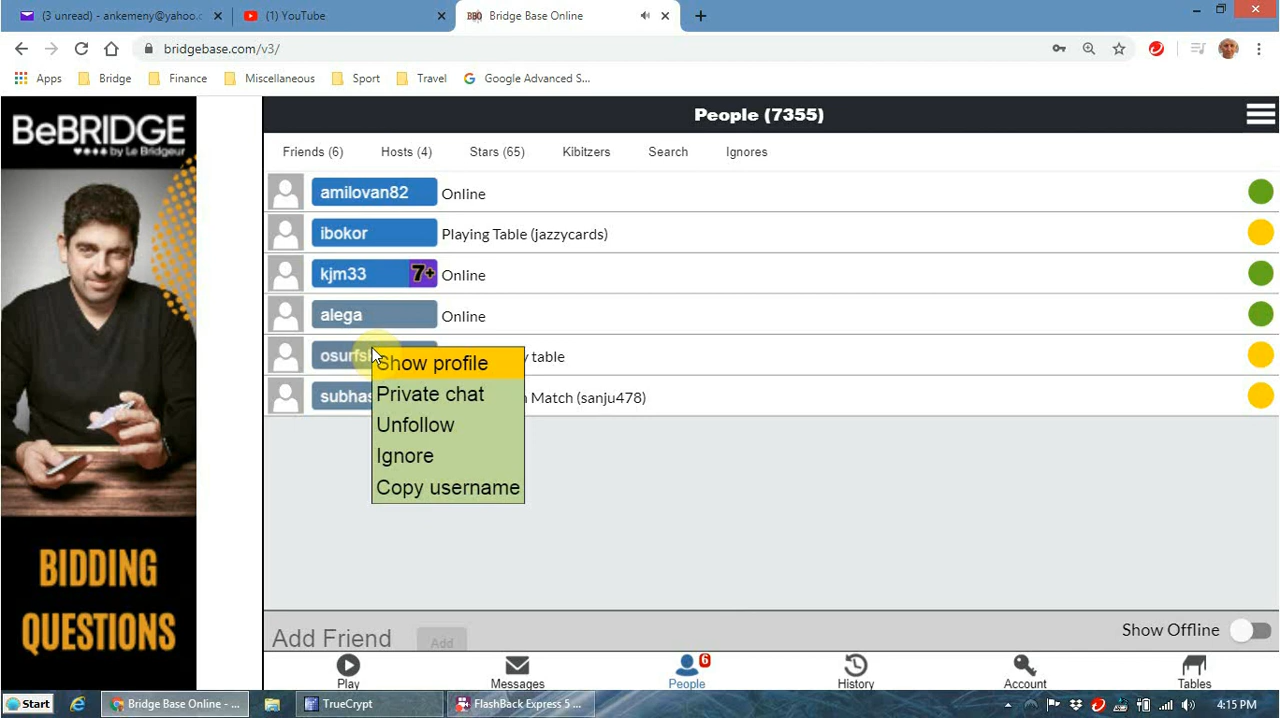 (3 unread) - ankemeny@yahoo.c
(1) YouTube
BBO Bridge Base Online
bridgebase.com/v3/
Apps
Bridge
Finance
Miscellaneous
Sport
Travel
Google Advanced S...
BeBRIDGE
by Le Bridgeur
BIDDING
QUESTIONS
People (7355)
Friends (6)
Hosts (4)
Stars (65)
Kibitzers
Search
Ignores
amilovan82 Online
ibokor Playing Table (jazzycards)
kjm33 7+ Online
alega Online
table
subhas Match (sanju478)
Show profile
Private chat
Unfollow
Ignore
Copy username
Add Friend
Add
Show Offline
Play
Messages
People 6
History
Account
Tables
Start
Bridge Base Online - ...
TrueCrypt
FlashBack Express 5 ...
4:15 PM